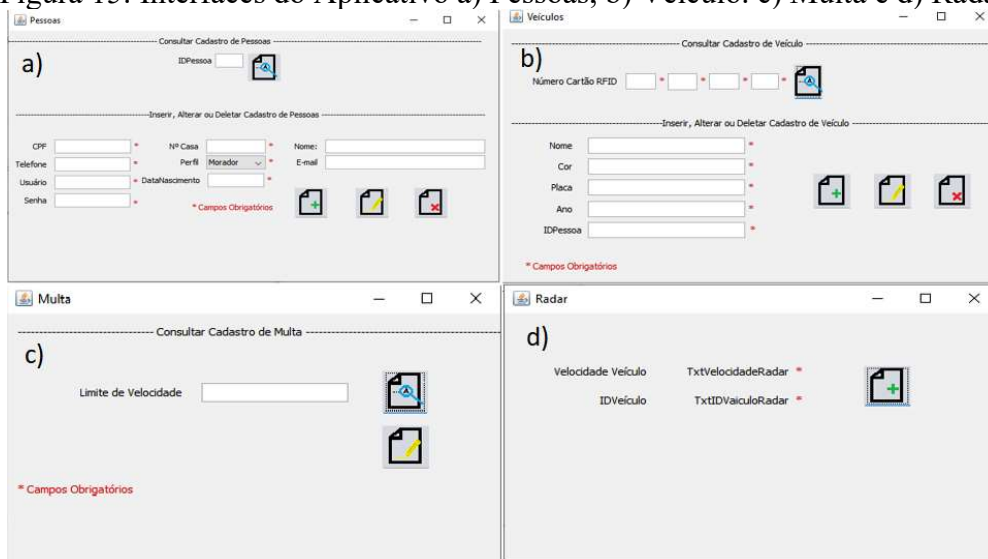 Figura 15: Interfaces do Aplicativo a) Pessoas, b) Veículo. c) Multa e d) Rada
Pessoas
Consultar Cadastro de Pessoas
a)
IDPessoa
Inserir, Alterar ou Deletar Cadastro de Pessoas
CPF * Nº Casa * Nome:
Telefone * Perfil Morador * E-mail
Usuário * DataNascimento *
Senha *
* Campos Obrigatórios
Veículos
Consultar Cadastro de Veículo
b)
Número Cartão RFID * * * *
Inserir, Alterar ou Deletar Cadastro de Veículo
Nome *
Cor *
Placa *
Ano *
IDPessoa *
* Campos Obrigatórios
Multa
Consultar Cadastro de Multa
c)
Limite de Velocidade
* Campos Obrigatórios
Radar
d)
Velocidade Veículo TxtVelocidadeRadar *
IDVeículo TxtIDVaiculoRadar *